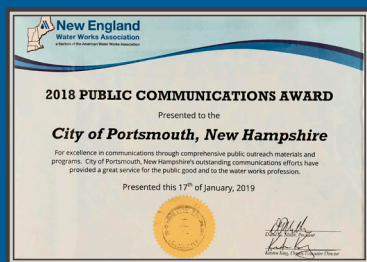 New England
Water Works Association
a Section of the American Water Works Association
2018 PUBLIC COMMUNICATIONS AWARD
Presented to the
City of Portsmouth, New Hampshire
For excellence in communications through comprehensive public outreach materials and
programs. City of Portsmouth, New Hampshire's outstanding communications efforts have
provided a great service for the public good and to the water works profession.
Presented this 17th of January, 2019
President
Executive Director